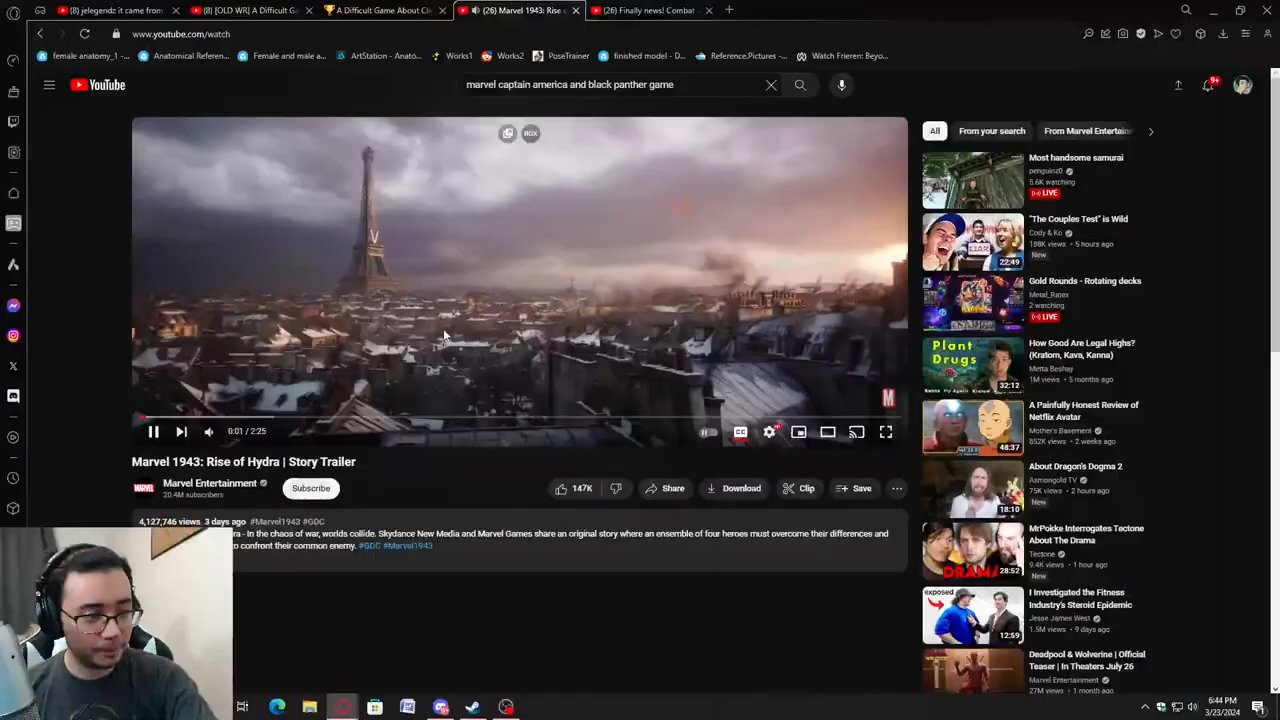 (8) jelegendz it came from
(8) [OLD WR] A Difficult Ga
A Difficult Game About Cli
(26) Marvel 1943: Rise o
(26) Finally news! Combat
www.youtube.com/watch
female anatomy_1 -...
Anatomical Referen...
Female and male a...
ArtStation - Anato...
Works1
Works2
PoseTrainer
finished model - D...
Reference.Pictures -...
Watch Frieren: Beyo...
YouTube
marvel captain america and black panther game
9+
RGX
All
From your search
From Marvel Entertain
Most handsome samurai
penguinz0
5.6K watching
LIVE
"The Couples Test" is Wild
Cody & Ko
188K views • 5 hours ago
New
LIAR
22:49
Gold Rounds - Rotating decks
Metal_Ratex
2 watching
LIVE
How Good Are Legal Highs?
(Kratom, Kava, Kanna)
Metta Beshay
1M views • 5 months ago
Plant
Drugs
32:12
A Painfully Honest Review of
Netflix Avatar
Mother's Basement
852K views • 2 weeks ago
48:37
M
0:01 / 2:25
CC
HD
Marvel 1943: Rise of Hydra | Story Trailer
MARVEL
Marvel Entertainment
20.4M subscribers
Subscribe
147K
Share
Download
Clip
Save
4,127,746 views 3 days ago #Marvel1943 #GDC
ra - In the chaos of war, worlds collide. Skydance New Media and Marvel Games share an original story where an ensemble of four heroes must overcome their differences and
to confront their common enemy. #GDC #Marvel1943
About Dragon's Dogma 2
Asmongold TV
75K views • 2 hours ago
New
18:10
MrPokke Interrogates Tectone
About The Drama
Tectone
9.4K views • 1 hour ago
New
DRAMA
28:52
I Investigated the Fitness
Industry's Steroid Epidemic
Jesse James West
1.5M views • 9 days ago
exposed
12:59
Deadpool & Wolverine | Official
Teaser | In Theaters July 26
Marvel Entertainment
27M views • 1 month ago
6:44 PM
3/23/2024